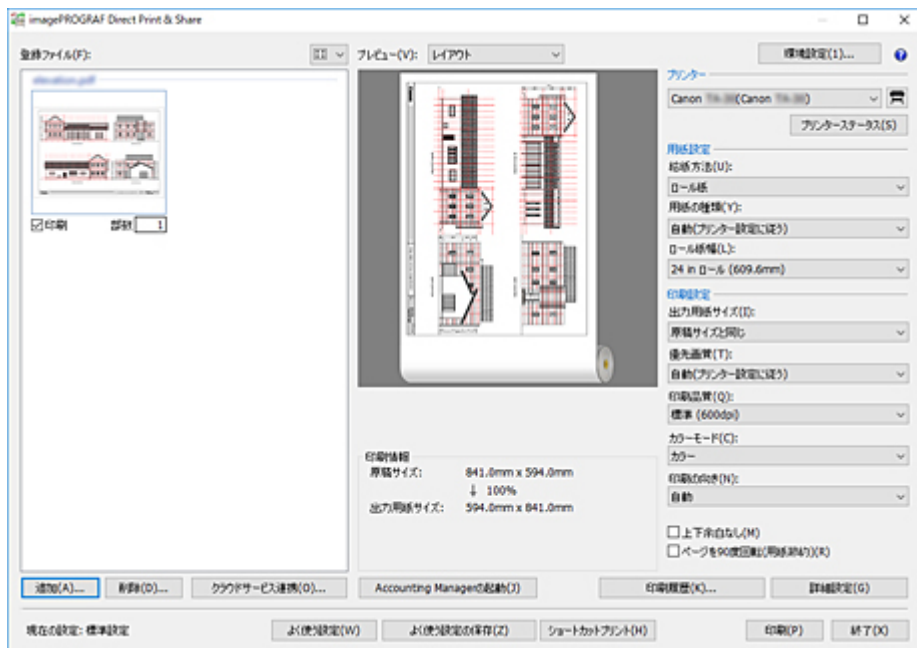 imagePROGRAF Direct Print & Share
登録ファイル(F):
プレビュー(V):
レイアウト
環境設定(1)...
elevation.pdf
印刷
部数
1
プリンター
Canon
(Canon
)
プリンターステータス(S)
用紙設定
給紙方法(U):
ロール紙
用紙の種類(Y):
自動(プリンター設定に従う)
ロール紙幅(L):
24 in ロール (609.6mm)
印刷設定
出力用紙サイズ(I):
原稿サイズと同じ
優先画質(T):
自動(プリンター設定に従う)
印刷品質(Q):
標準 (600dpi)
カラーモード(C):
カラー
印刷の向き(N):
自動
上下余白なし(M)
ページを90度回転(用紙節約)(R)
印刷情報
原稿サイズ: 841.0mm x 594.0mm
↓ 100%
出力用紙サイズ: 594.0mm x 841.0mm
追加(A)...
削除(D)...
クラウドサービス連携(O)...
Accounting Managerの起動(J)
印刷履歴(K)...
詳細設定(G)
現在の設定: 標準設定
よく使う設定(W)
よく使う設定の保存(Z)
ショートカットプリント(H)
印刷(P)
終了(X)